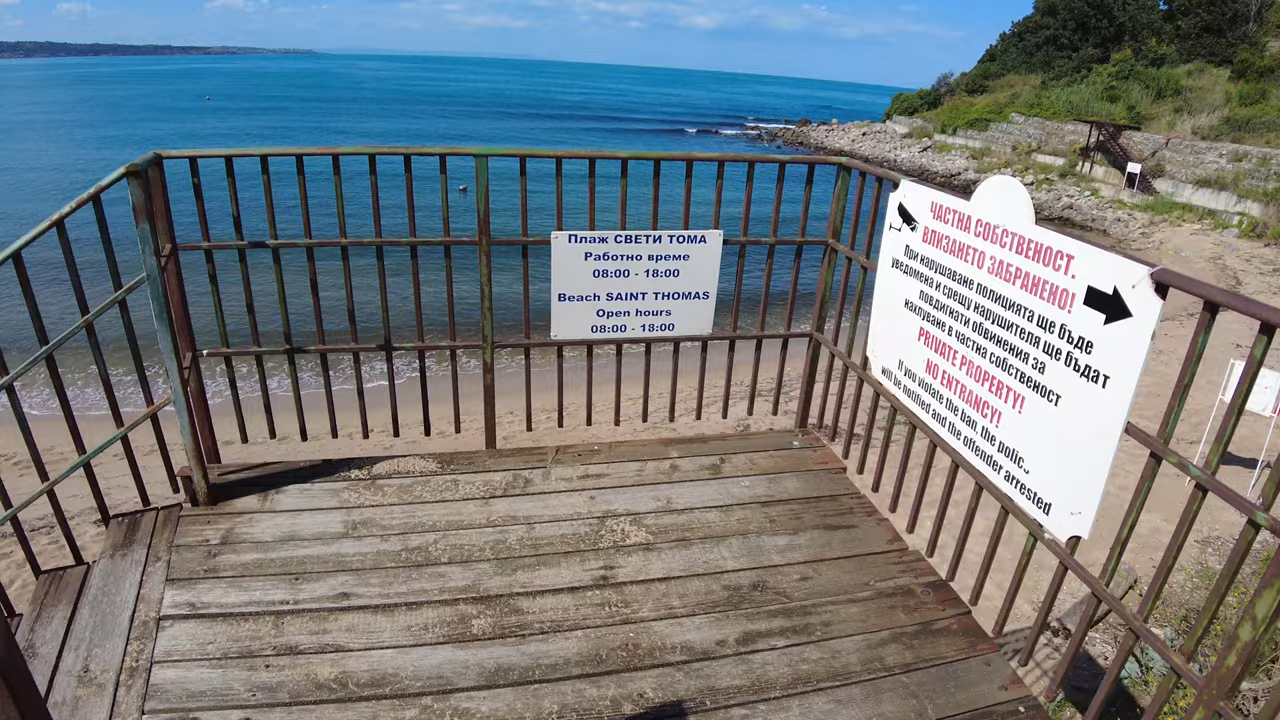 Плаж СВЕТИ ТОМА
Работно време
08:00 - 18:00
Beach SAINT THOMAS
Open hours
08:00 - 18:00
ЧАСТНА СОБСТВЕНОСТ.
ВЛИЗАНЕТО ЗАБРАНЕНО!
При нарушаване полицията ще бъде
уведомена и срещу нарушителя ще бъдат
повдигнати обвинения за
нахлуване в частна собственост
PRIVATE PROPERTY!
NO ENTRANCY!
If you violate the ban, the police
will be notified and the offender arrested